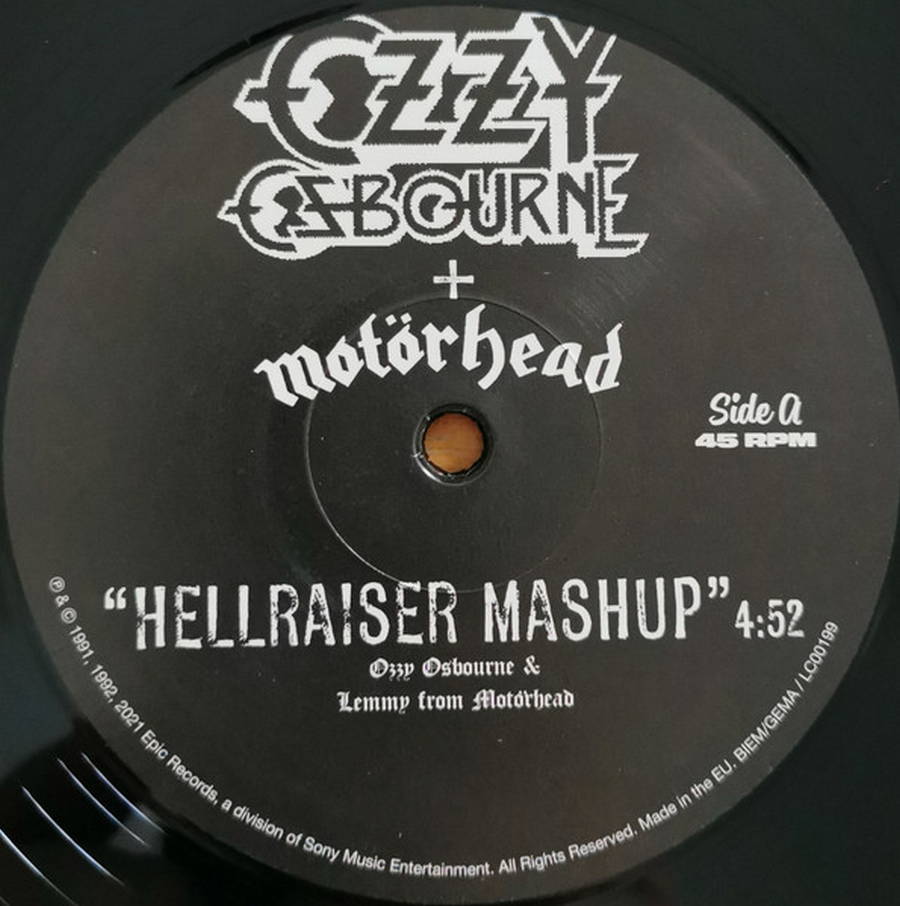 OZZY
OSBOURNE
+
motörhead
Side A
45 RPM
“HELLRAISER MASHUP” 4:52
Ozzy Osbourne &
Lemmy from Motörhead
℗ & © 1991, 1992, 2021 Epic Records, a division of Sony Music Entertainment. All Rights Reserved. Made in the EU. BIEM/GEMA / LC00199